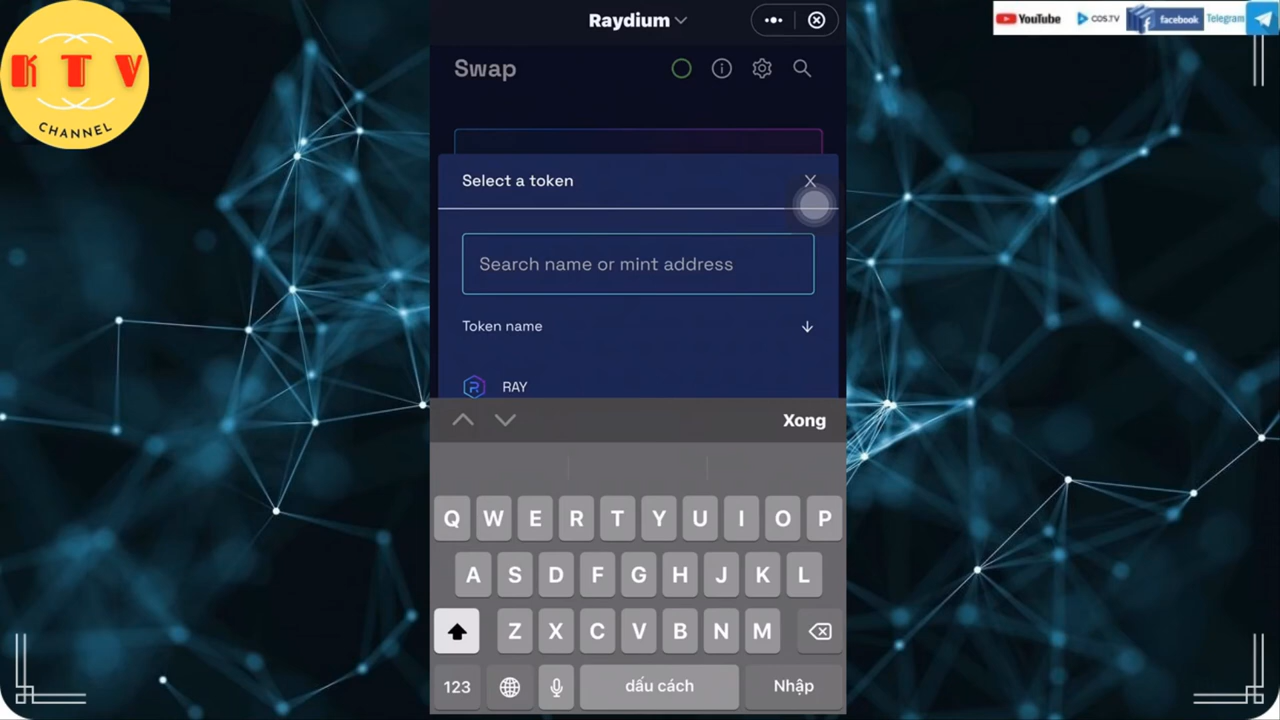 K T V
CHANNEL
YouTube
COS.TV
facebook
Telegram
Raydium
Swap
Select a token
Search name or mint address
Token name
RAY
Xong
Q W E R T Y U I O P
A S D F G H J K L
Z X C V B N M
123
dấu cách
Nhập